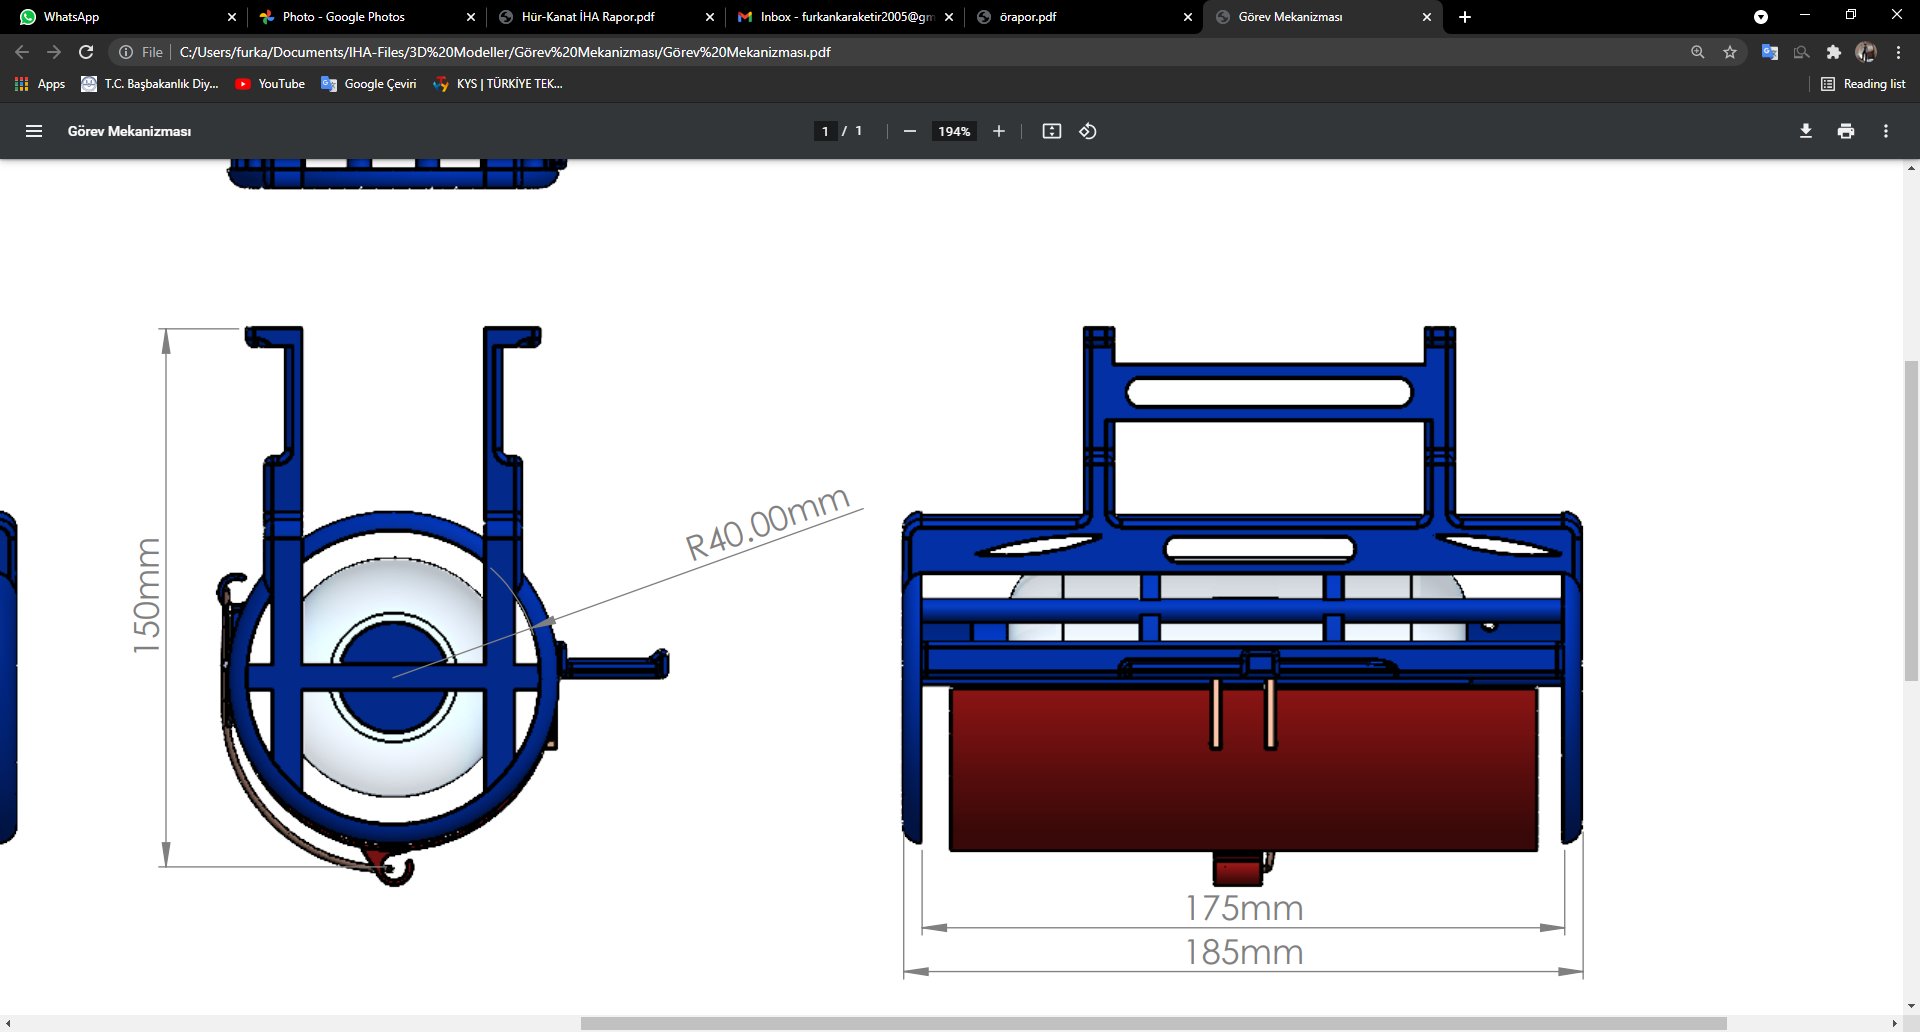 WhatsApp
Photo - Google Photos
Hür-Kanat İHA Rapor.pdf
Inbox - furkankaraketir2005@gm
örapor.pdf
Görev Mekanizması
File
C:/Users/furka/Documents/IHA-Files/3D%20Modeller/Görev%20Mekanizması/Görev%20Mekanizması.pdf
Apps
T.C. Başbakanlık Diy...
YouTube
Google Çeviri
KYS | TÜRKİYE TEK...
Reading list
Görev Mekanizması
1 / 1
194%
150mm
R40.00mm
175mm
185mm